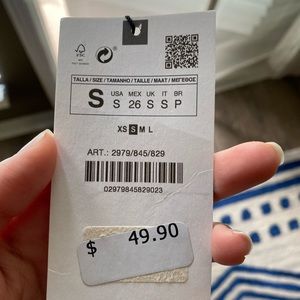 FSC
TALLA / SIZE / TAMANHO / TAILLE / MAAT / ΜΕΓΕΘΟΣ
S USA MEX UK IT BR
S 26 S S P
XS S M L
ART.: 2979/845/829
02979845829023
$ 49.90